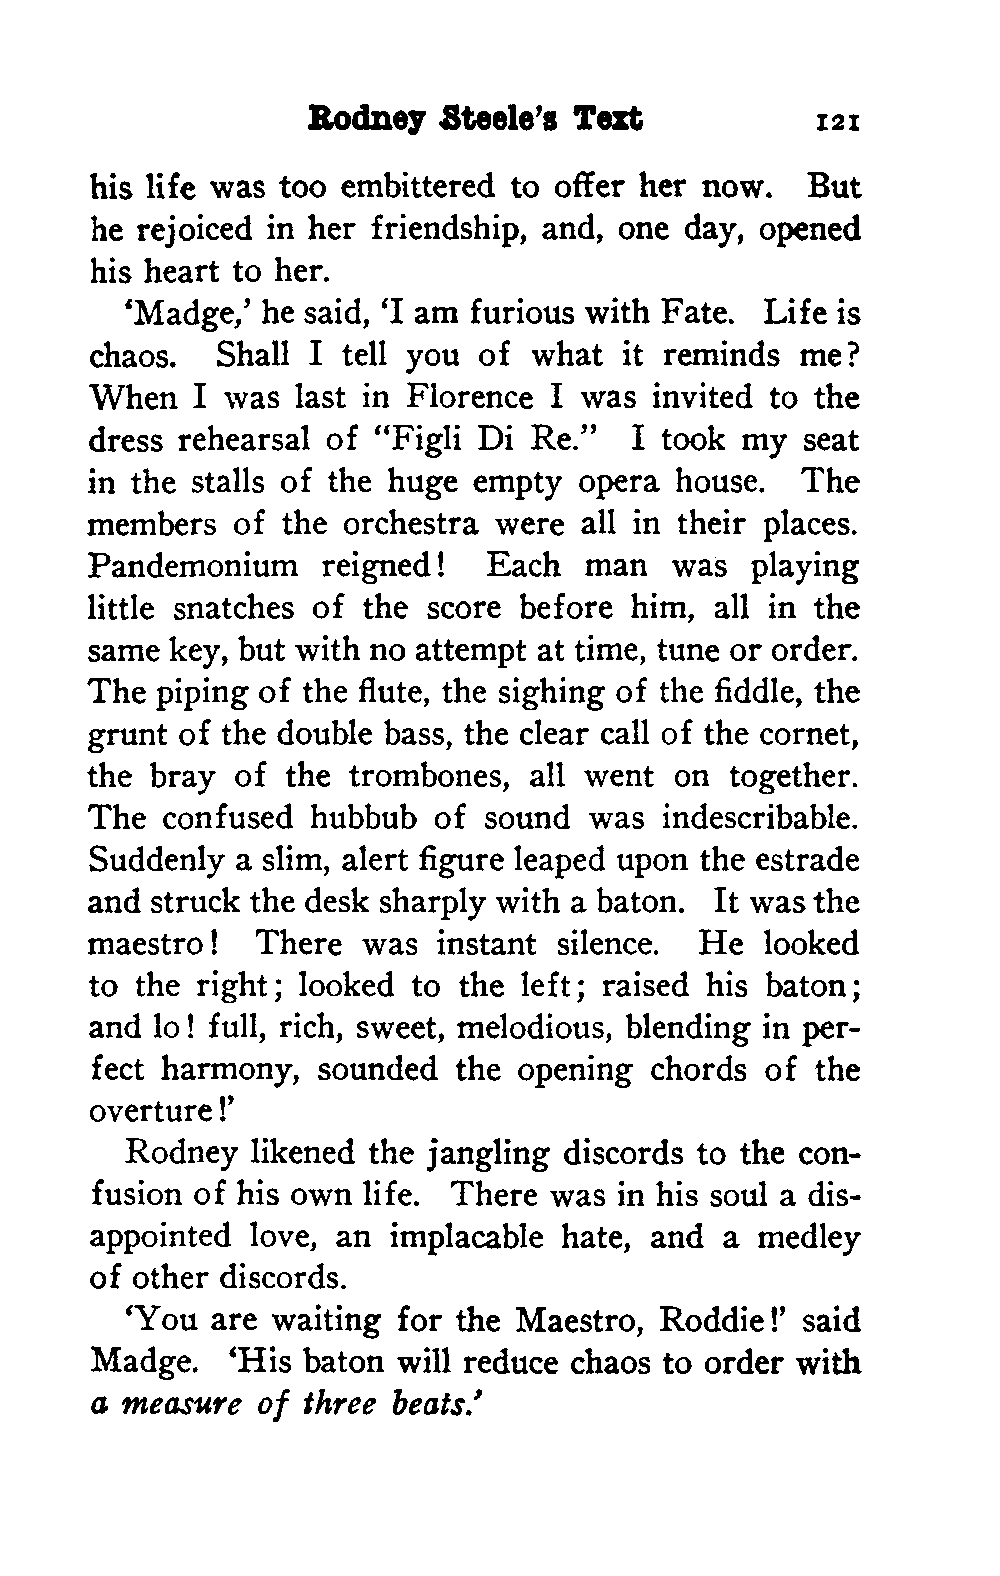 Rodney Steele's Text 121
his life was too embittered to offer her now. But
he rejoiced in her friendship, and, one day, opened
his heart to her.
'Madge,' he said, 'I am furious with Fate. Life is
chaos. Shall I tell you of what it reminds me?
When I was last in Florence I was invited to the
dress rehearsal of "Figli Di Re." I took my seat
in the stalls of the huge empty opera house. The
members of the orchestra were all in their places.
Pandemonium reigned! Each man was playing
little snatches of the score before him, all in the
same key, but with no attempt at time, tune or order.
The piping of the flute, the sighing of the fiddle, the
grunt of the double bass, the clear call of the cornet,
the bray of the trombones, all went on together.
The confused hubbub of sound was indescribable.
Suddenly a slim, alert figure leaped upon the estrade
and struck the desk sharply with a baton. It was the
maestro! There was instant silence. He looked
to the right; looked to the left; raised his baton;
and lo! full, rich, sweet, melodious, blending in per-
fect harmony, sounded the opening chords of the
overture!'
Rodney likened the jangling discords to the con-
fusion of his own life. There was in his soul a dis-
appointed love, an implacable hate, and a medley
of other discords.
'You are waiting for the Maestro, Roddie!' said
Madge. 'His baton will reduce chaos to order with
a measure of three beats.'